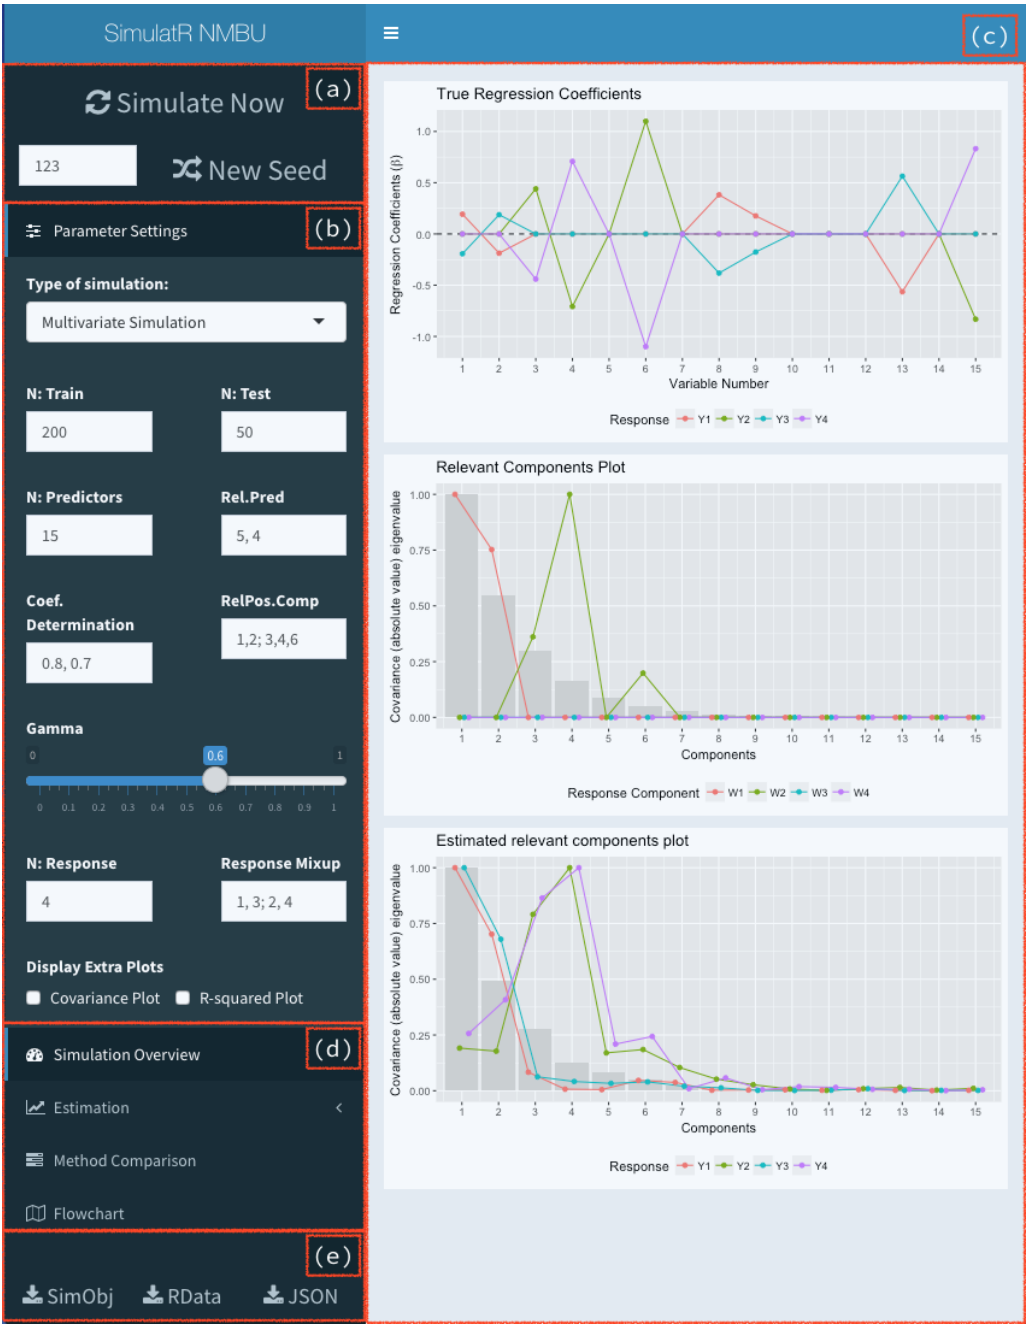 SimulatR NMBU
(c)
(a)
Simulate Now
123
New Seed
(b)
Parameter Settings
Type of simulation:
Multivariate Simulation
N: Train
N: Test
200
50
N: Predictors
Rel.Pred
15
5, 4
Coef.
Determination
RelPos.Comp
0.8, 0.7
1,2; 3,4,6
Gamma
0
0.6
1
0 0.1 0.2 0.3 0.4 0.5 0.6 0.7 0.8 0.9 1
N: Response
Response Mixup
4
1, 3; 2, 4
Display Extra Plots
Covariance Plot
R-squared Plot
(d)
Simulation Overview
Estimation
Method Comparison
Flowchart
(e)
SimObj
RData
JSON
True Regression Coefficients
Regression Coefficients (β)
1.0
0.5
0.0
-0.5
-1.0
1 2 3 4 5 6 7 8 9 10 11 12 13 14 15
Variable Number
Response Y1 Y2 Y3 Y4
Relevant Components Plot
Covariance (absolute value) eigenvalue
1.00
0.75
0.50
0.25
0.00
1 2 3 4 5 6 7 8 9 10 11 12 13 14 15
Components
Response Component W1 W2 W3 W4
Estimated relevant components plot
Covariance (absolute value) eigenvalue
1.00
0.75
0.50
0.25
0.00
1 2 3 4 5 6 7 8 9 10 11 12 13 14 15
Components
Response Y1 Y2 Y3 Y4